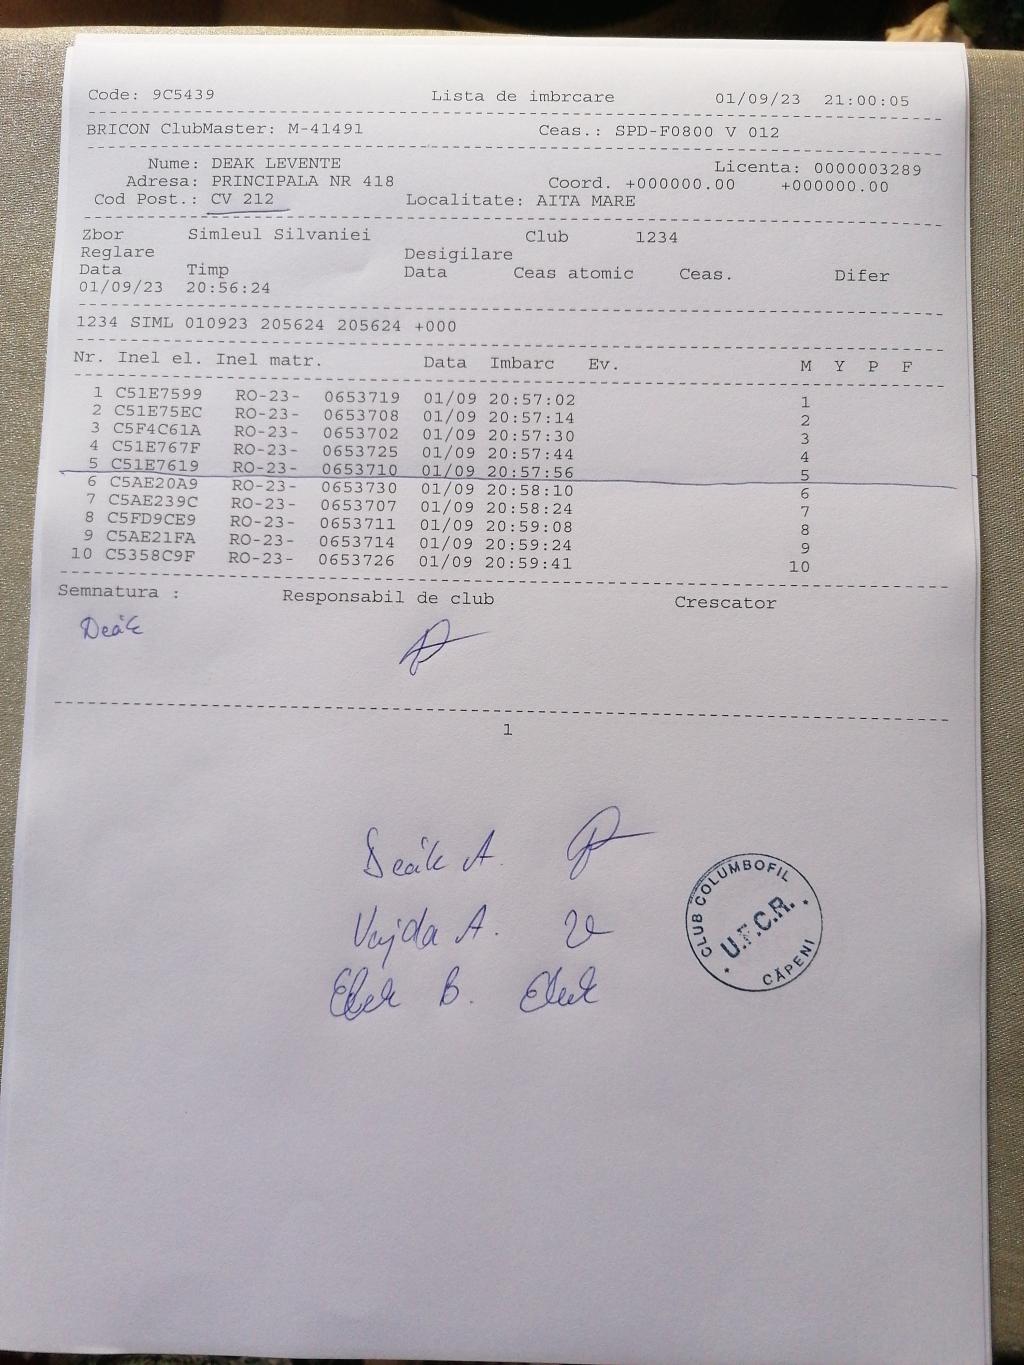 Code: 9C5439 Lista de imbrcare 01/09/23 21:00:05
BRICON ClubMaster: M-41491 Ceas.: SPD-F0800 V 012
Nume: DEAK LEVENTE Licenta: 0000003289
Adresa: PRINCIPALA NR 418 Coord. +000000.00 +000000.00
Cod Post.: CV 212 Localitate: AITA MARE
Zbor Simleul Silvaniei Club 1234
Reglare Desigilare
Data Timp Data Ceas atomic Ceas. Difer
01/09/23 20:56:24
1234 SIML 010923 205624 205624 +000
Nr. Inel el. Inel matr. Data Imbarc Ev. M Y P F
1 C51E7599 RO-23- 0653719 01/09 20:57:02 1
2 C51E75EC RO-23- 0653708 01/09 20:57:14 2
3 C5F4C61A RO-23- 0653702 01/09 20:57:30 3
4 C51E767F RO-23- 0653725 01/09 20:57:44 4
5 C51E7619 RO-23- 0653710 01/09 20:57:56 5
6 C5AE20A9 RO-23- 0653730 01/09 20:58:10 6
7 C5AE239C RO-23- 0653707 01/09 20:58:24 7
8 C5FD9CE9 RO-23- 0653711 01/09 20:59:08 8
9 C5AE21FA RO-23- 0653714 01/09 20:59:24 9
10 C5358C9F RO-23- 0653726 01/09 20:59:41 10
Semnatura : Responsabil de club Crescator
Deák
1
Deák A.
Vajda A.
Elek B. Elek
CLUB COLUMBOFIL
U.F.C.R.
CĂPENI